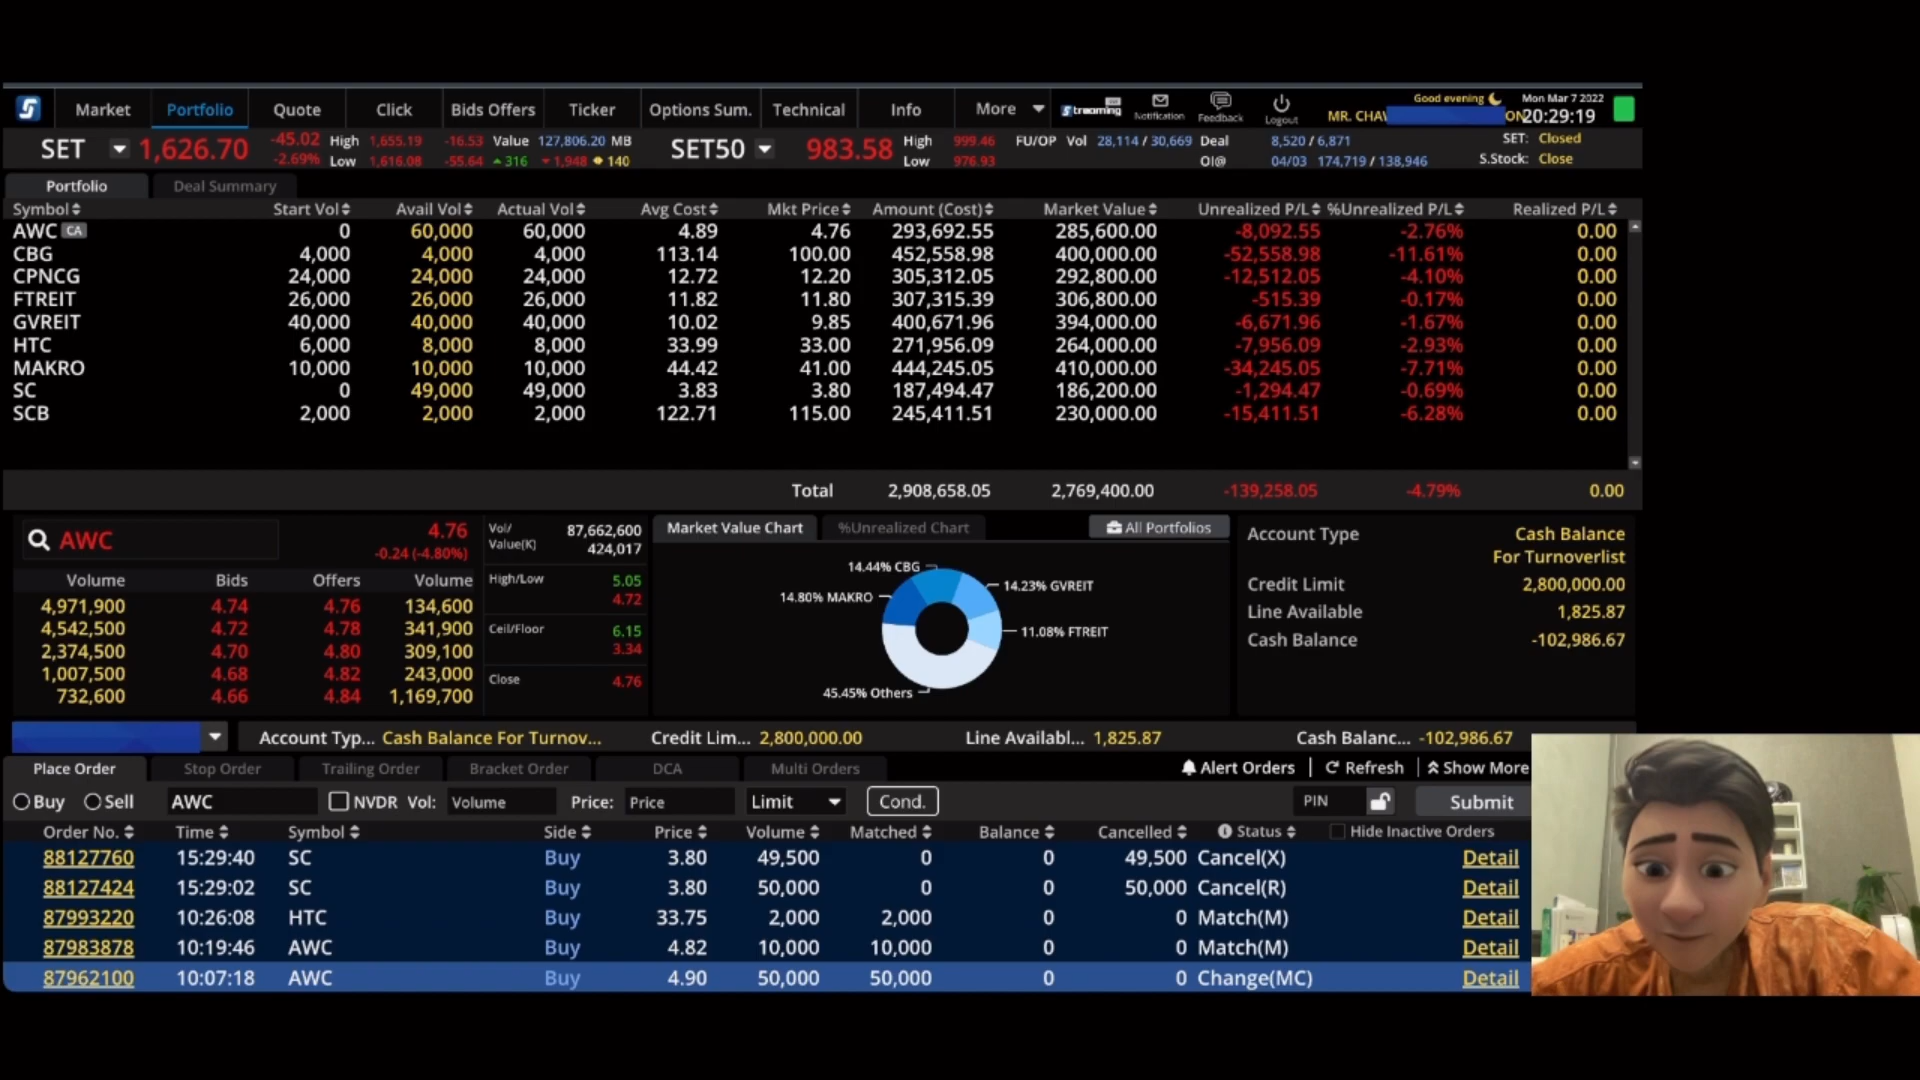 Market Portfolio Quote Click Bids Offers Ticker Options Sum. Technical Info More Streaming Notification Feedback Logout
Good evening Mon Mar 7 2022
MR. CHA ON 20:29:19
SET 1,626.70 -45.02 High 1,655.19 -16.53 Value 127,806.20 MB SET50 983.58 High 999.46 FU/OP Vol 28,114 / 30,669 Deal 8,520 / 6,871 SET: Closed
-2.69% Low 1,616.08 -55.64 316 1,948 140 Low 976.93 OI@ 04/03 174,719 / 138,946 S.Stock: Close
Portfolio Deal Summary
Symbol Start Vol Avail Vol Actual Vol Avg Cost Mkt Price Amount (Cost) Market Value Unrealized P/L %Unrealized P/L Realized P/L
AWC CA 0 60,000 60,000 4.89 4.76 293,692.55 285,600.00 -8,092.55 -2.76% 0.00
CBG 4,000 4,000 4,000 113.14 100.00 452,558.98 400,000.00 -52,558.98 -11.61% 0.00
CPNCG 24,000 24,000 24,000 12.72 12.20 305,312.05 292,800.00 -12,512.05 -4.10% 0.00
FTREIT 26,000 26,000 26,000 11.82 11.80 307,315.39 306,800.00 -515.39 -0.17% 0.00
GVREIT 40,000 40,000 40,000 10.02 9.85 400,671.96 394,000.00 -6,671.96 -1.67% 0.00
HTC 6,000 8,000 8,000 33.99 33.00 271,956.09 264,000.00 -7,956.09 -2.93% 0.00
MAKRO 10,000 10,000 10,000 44.42 41.00 444,245.05 410,000.00 -34,245.05 -7.71% 0.00
SC 0 49,000 49,000 3.83 3.80 187,494.47 186,200.00 -1,294.47 -0.69% 0.00
SCB 2,000 2,000 2,000 122.71 115.00 245,411.51 230,000.00 -15,411.51 -6.28% 0.00
Total 2,908,658.05 2,769,400.00 -139,258.05 -4.79% 0.00
AWC 4.76
-0.24 (-4.80%)
Volume Bids Offers Volume
4,971,900 4.74 4.76 134,600
4,542,500 4.72 4.78 341,900
2,374,500 4.70 4.80 309,100
1,007,500 4.68 4.82 243,000
732,600 4.66 4.84 1,169,700
Vol/ 87,662,600
Value(K) 424,017
High/Low 5.05
4.72
Ceil/Floor 6.15
3.34
Close 4.76
Market Value Chart %Unrealized Chart All Portfolios
14.44% CBG
14.23% GVREIT
14.80% MAKRO
11.08% FTREIT
45.45% Others
Account Type Cash Balance
For Turnoverlist
Credit Limit 2,800,000.00
Line Available 1,825.87
Cash Balance -102,986.67
Account Typ... Cash Balance For Turnov... Credit Lim... 2,800,000.00 Line Availabl... 1,825.87 Cash Balanc... -102,986.67
Place Order Stop Order Trailing Order Bracket Order DCA Multi Orders Alert Orders Refresh Show More
Buy Sell AWC NVDR Vol: Volume Price: Price Limit Cond. PIN Submit
Order No. Time Symbol Side Price Volume Matched Balance Cancelled Status Hide Inactive Orders
88127760 15:29:40 SC Buy 3.80 49,500 0 0 49,500 Cancel(X) Detail
88127424 15:29:02 SC Buy 3.80 50,000 0 0 50,000 Cancel(R) Detail
87993220 10:26:08 HTC Buy 33.75 2,000 2,000 0 0 Match(M) Detail
87983878 10:19:46 AWC Buy 4.82 10,000 10,000 0 0 Match(M) Detail
87962100 10:07:18 AWC Buy 4.90 50,000 50,000 0 0 Change(MC) Detail